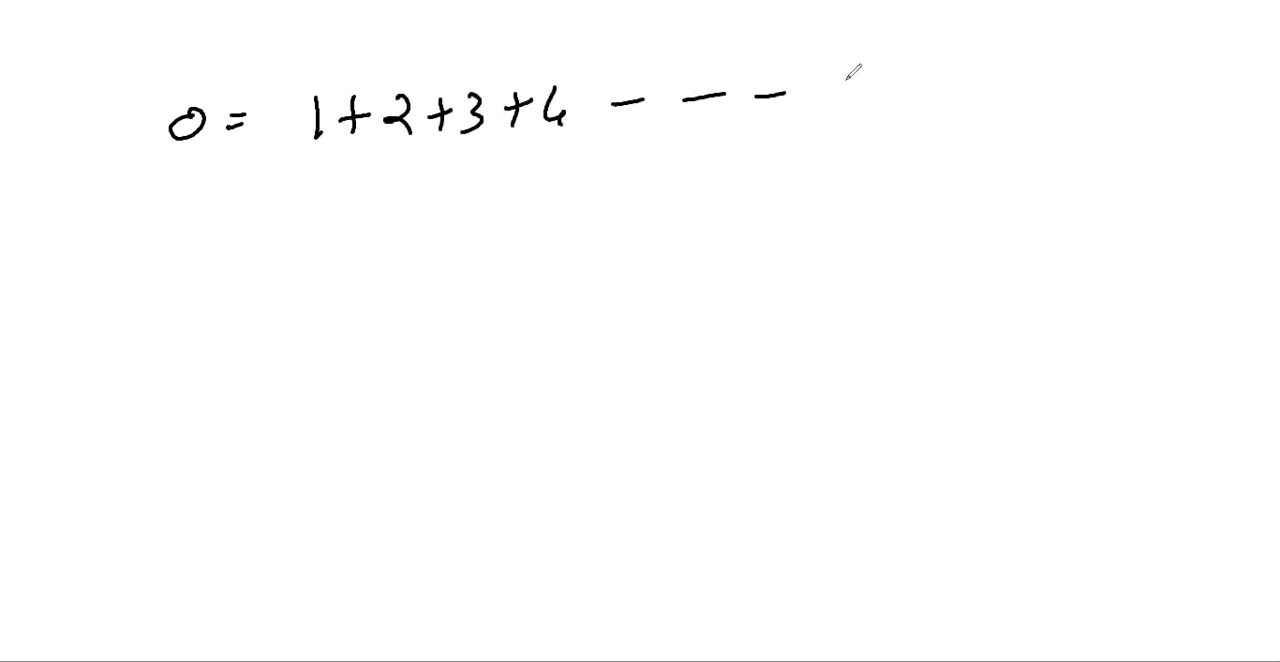 0 = 1+2+3+4 - - -